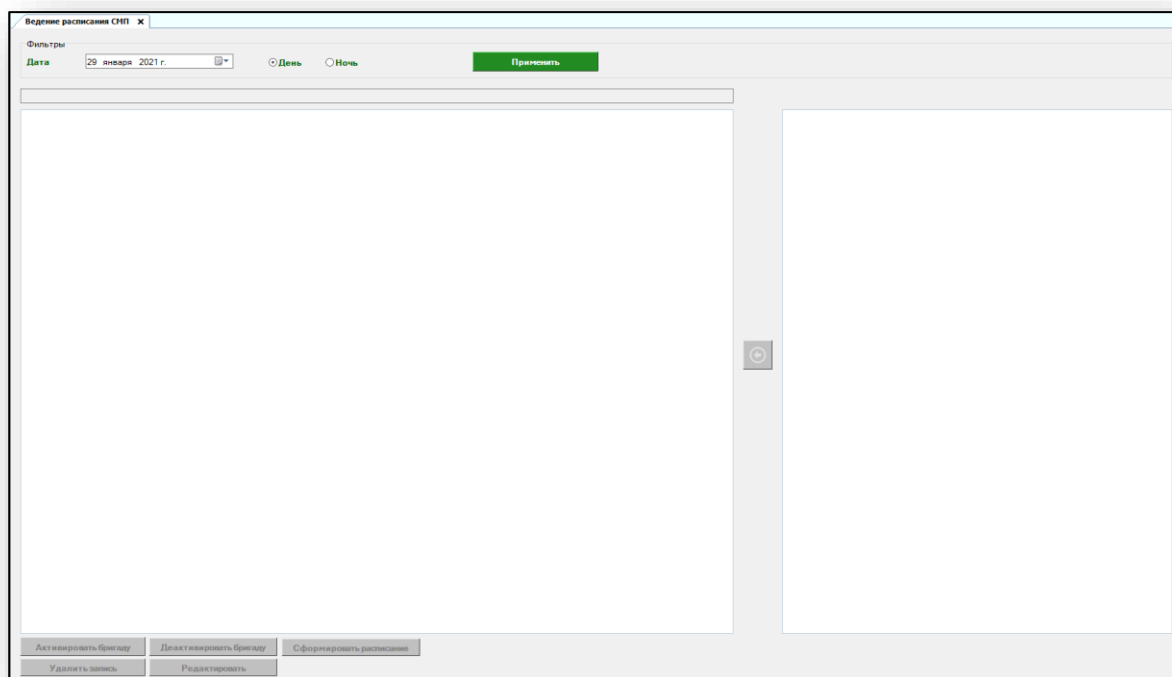 Ведение расписания СМП x
Фильтры
Дата 29 января 2021 г. День Ночь Применить
Активировать бригаду Деактивировать бригаду Сформировать расписание
Удалить запись Редактировать